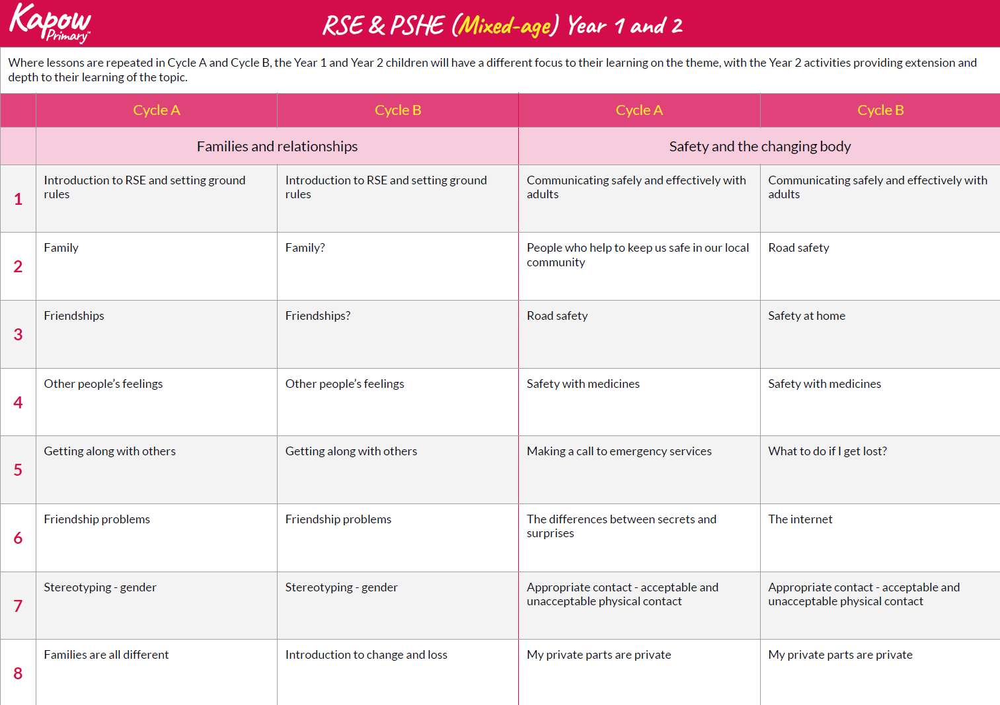 Kapow
Primary™
RSE & PSHE (Mixed-age) Year 1 and 2
Where lessons are repeated in Cycle A and Cycle B, the Year 1 and Year 2 children will have a different focus to their learning on the theme, with the Year 2 activities providing extension and
depth to their learning of the topic.
Cycle A
Cycle B
Cycle A
Cycle B
Families and relationships
Safety and the changing body
1
Introduction to RSE and setting ground
rules
Introduction to RSE and setting ground
rules
Communicating safely and effectively with
adults
Communicating safely and effectively with
adults
2
Family
Family?
People who help to keep us safe in our local
community
Road safety
3
Friendships
Friendships?
Road safety
Safety at home
4
Other people’s feelings
Other people’s feelings
Safety with medicines
Safety with medicines
5
Getting along with others
Getting along with others
Making a call to emergency services
What to do if I get lost?
6
Friendship problems
Friendship problems
The differences between secrets and
surprises
The internet
7
Stereotyping - gender
Stereotyping - gender
Appropriate contact - acceptable and
unacceptable physical contact
Appropriate contact - acceptable and
unacceptable physical contact
8
Families are all different
Introduction to change and loss
My private parts are private
My private parts are private